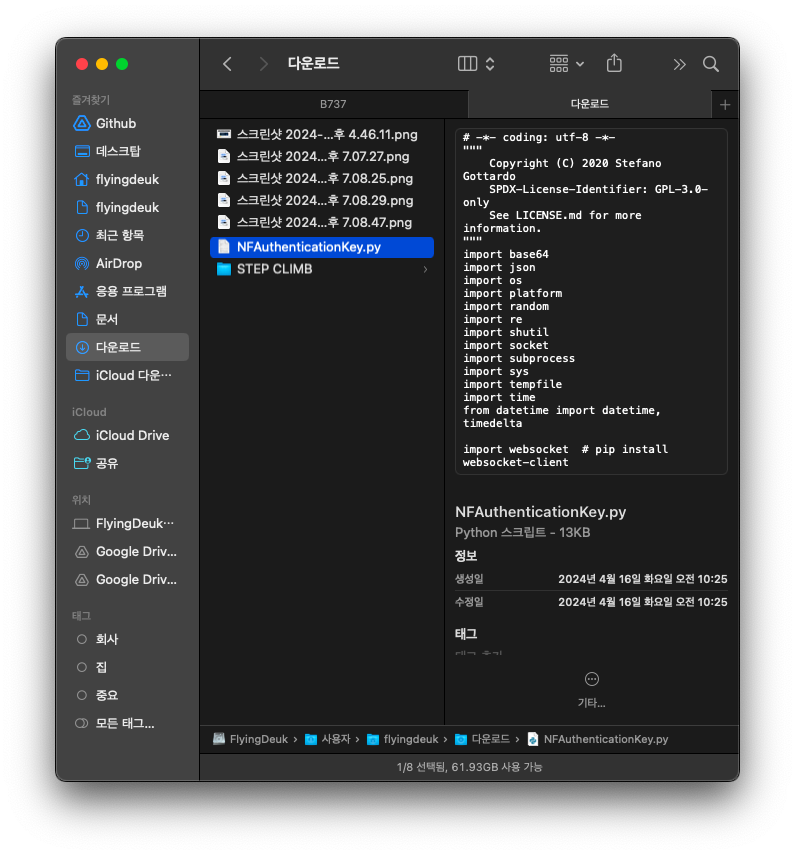 다운로드
즐겨찾기
Github
데스크탑
flyingdeuk
flyingdeuk
최근 항목
AirDrop
응용 프로그램
문서
다운로드
iCloud 다운…
iCloud
iCloud Drive
공유
위치
FlyingDeuk…
Google Driv...
Google Driv...
태그
회사
집
중요
모든 태그...
B737
다운로드
스크린샷 2024-...후 4.46.11.png
스크린샷 2024...후 7.07.27.png
스크린샷 2024...후 7.08.25.png
스크린샷 2024...후 7.08.29.png
스크린샷 2024...후 7.08.47.png
NFAuthenticationKey.py
STEP CLIMB
# -*- coding: utf-8 -*-
"""
Copyright (C) 2020 Stefano
Gottardo
SPDX-License-Identifier: GPL-3.0-
only
See LICENSE.md for more
information.
"""
import base64
import json
import os
import platform
import random
import re
import shutil
import socket
import subprocess
import sys
import tempfile
import time
from datetime import datetime,
timedelta
import websocket # pip install
websocket-client
NFAuthenticationKey.py
Python 스크립트 - 13KB
정보
생성일 2024년 4월 16일 화요일 오전 10:25
수정일 2024년 4월 16일 화요일 오전 10:25
태그
기타...
FlyingDeuk › 사용자 › flyingdeuk › 다운로드 › NFAuthenticationKey.py
1/8 선택됨, 61.93GB 사용 가능